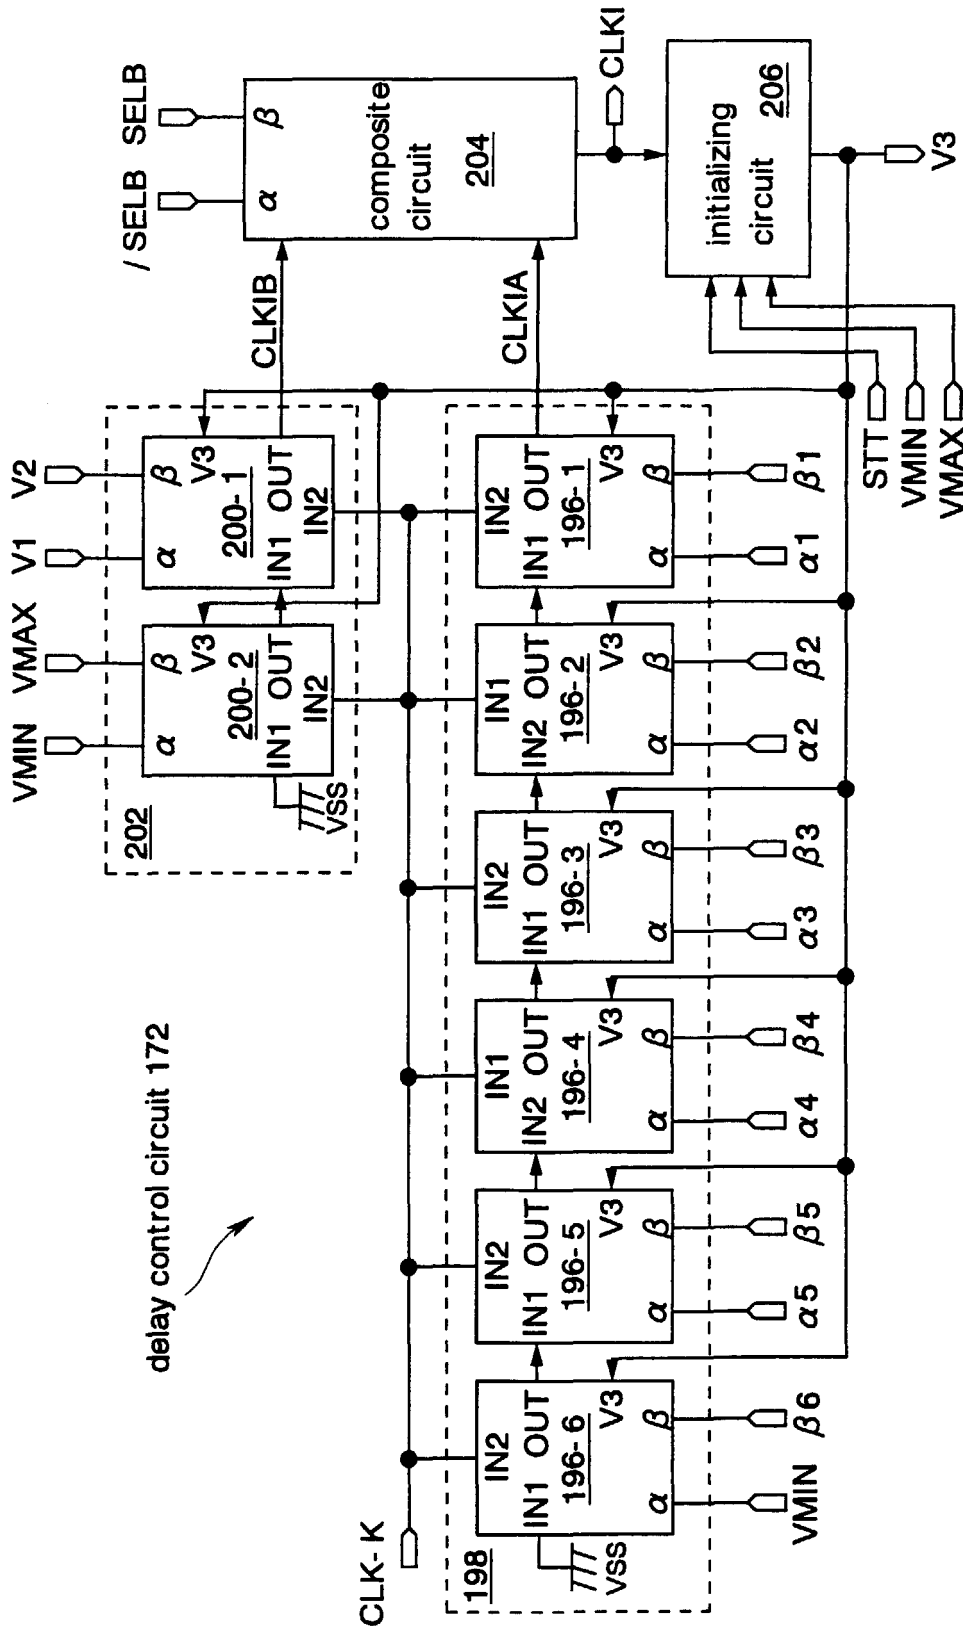 delay control circuit 172
VMIN
VMAX
V1
V2
/SELB
SELB
202
α
β
V3
200-2
IN1 OUT
IN2
VSS
α
β
V3
200-1
IN1 OUT
IN2
CLKIB
α
β
composite
circuit
204
CLKI
CLK-K
198
IN2
IN1 OUT
196-6
V3
α
β
VSS
IN2
IN1 OUT
196-5
V3
α
β
IN1
IN2 OUT
196-4
V3
α
β
IN2
IN1 OUT
196-3
V3
α
β
IN1
IN2 OUT
196-2
V3
α
β
IN2
IN1 OUT
196-1
V3
α
β
CLKIA
initializing
circuit
206
VMIN
β6
α5
β5
α4
β4
α3
β3
α2
β2
α1
β1
STT
VMIN
VMAX
V3